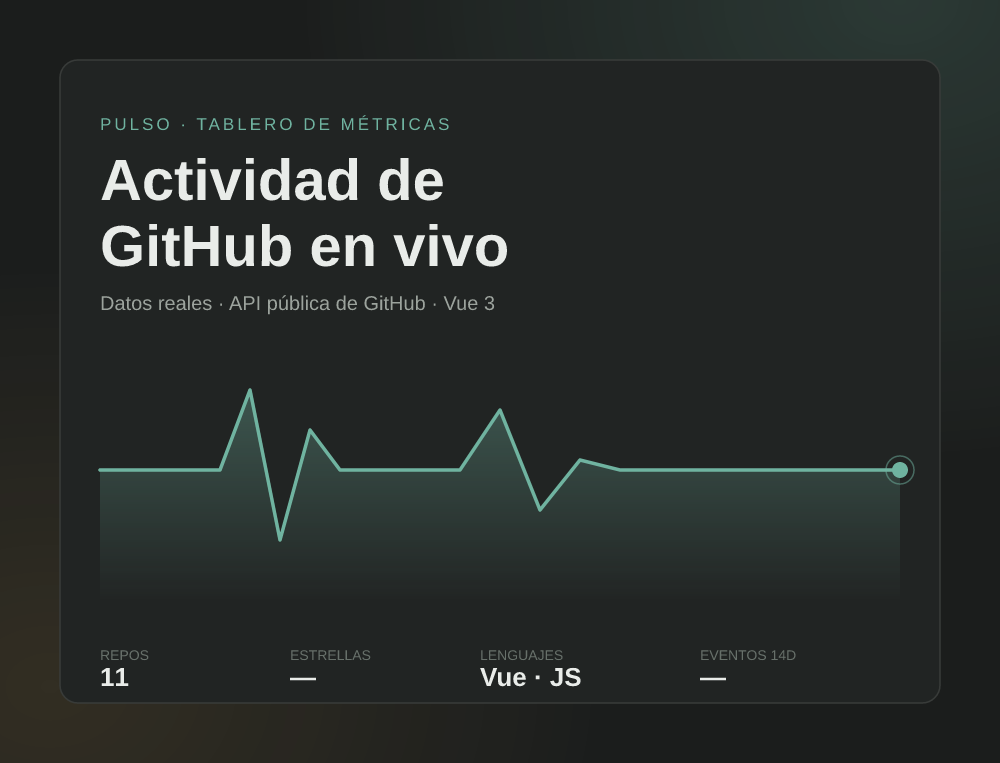 PULSO · TABLERO DE MÉTRICAS
Actividad de
GitHub en vivo
Datos reales · API pública de GitHub · Vue 3
REPOS
11
ESTRELLAS
—
LENGUAJES
Vue · JS
EVENTOS 14D
—